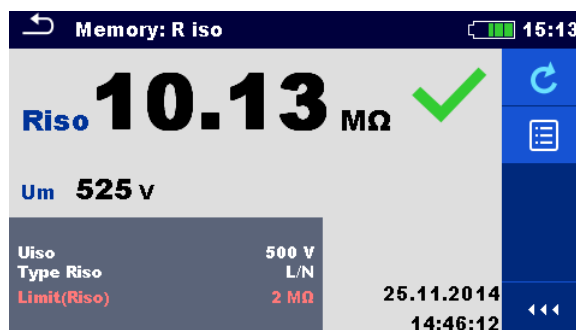 Memory: R iso 15:13
Riso 10.13 MΩ
Um 525 V
Uiso 500 V
Type Riso L/N
Limit(Riso) 2 MΩ
25.11.2014
14:46:12